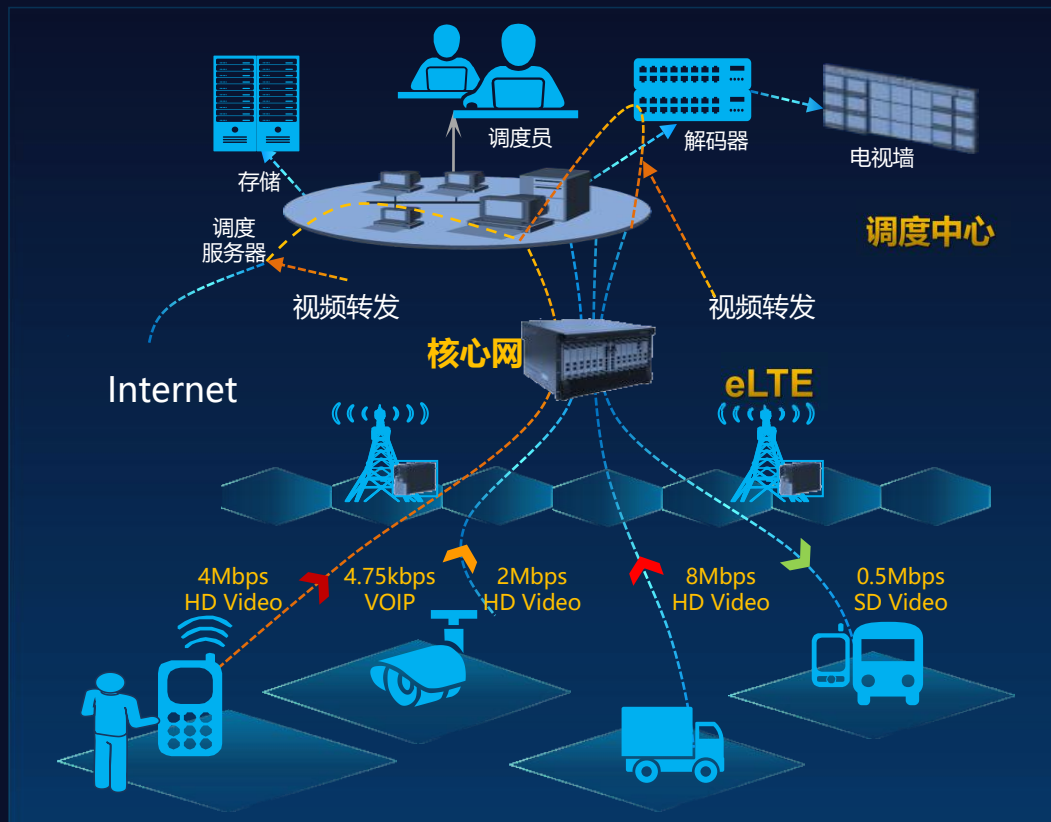 调度员
解码器
电视墙
存储
调度
服务器
调度中心
视频转发
视频转发
核心网
Internet
eLTE
4Mbps
HD Video
4.75kbps
VOIP
2Mbps
HD Video
8Mbps
HD Video
0.5Mbps
SD Video